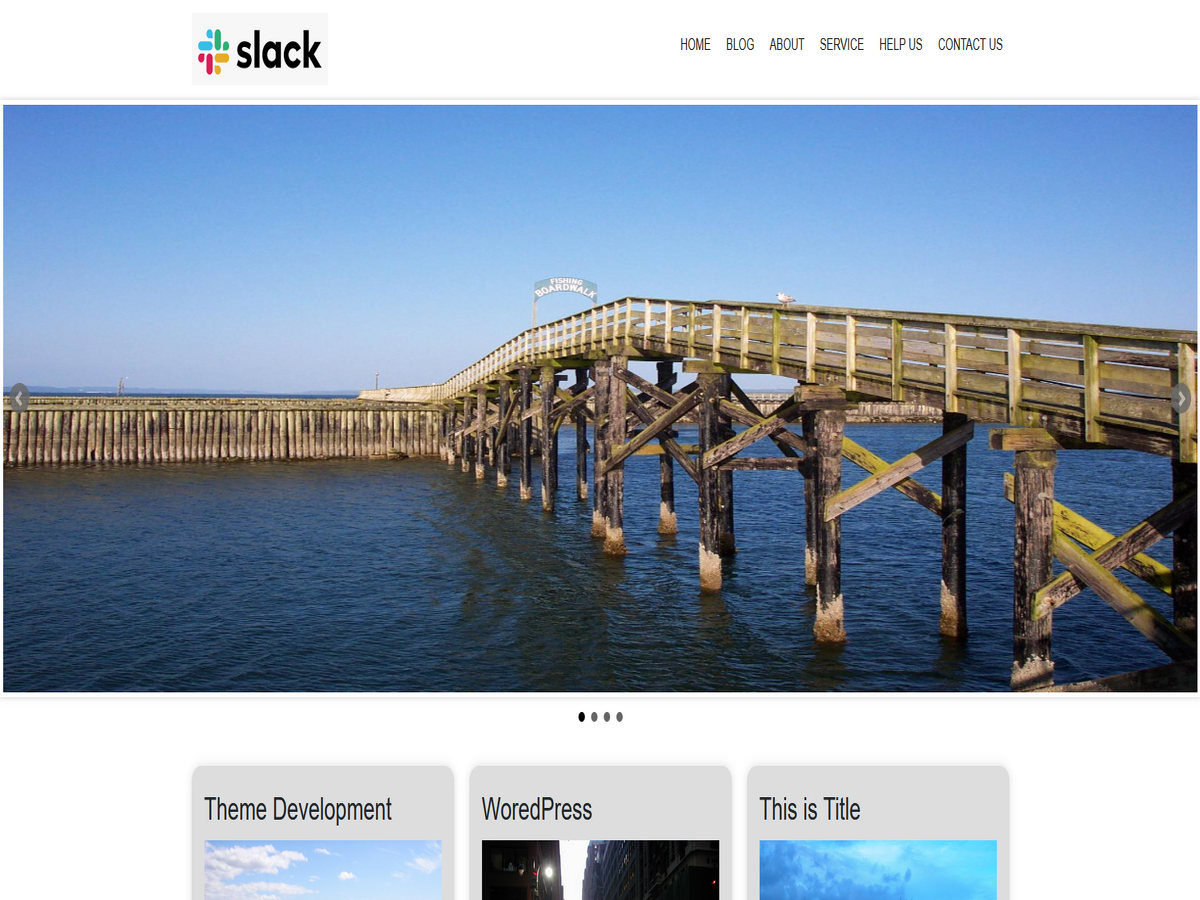 slack
HOME BLOG ABOUT SERVICE HELP US CONTACT US
FISHING
BOARDWALK
Theme Development
WoredPress
This is Title